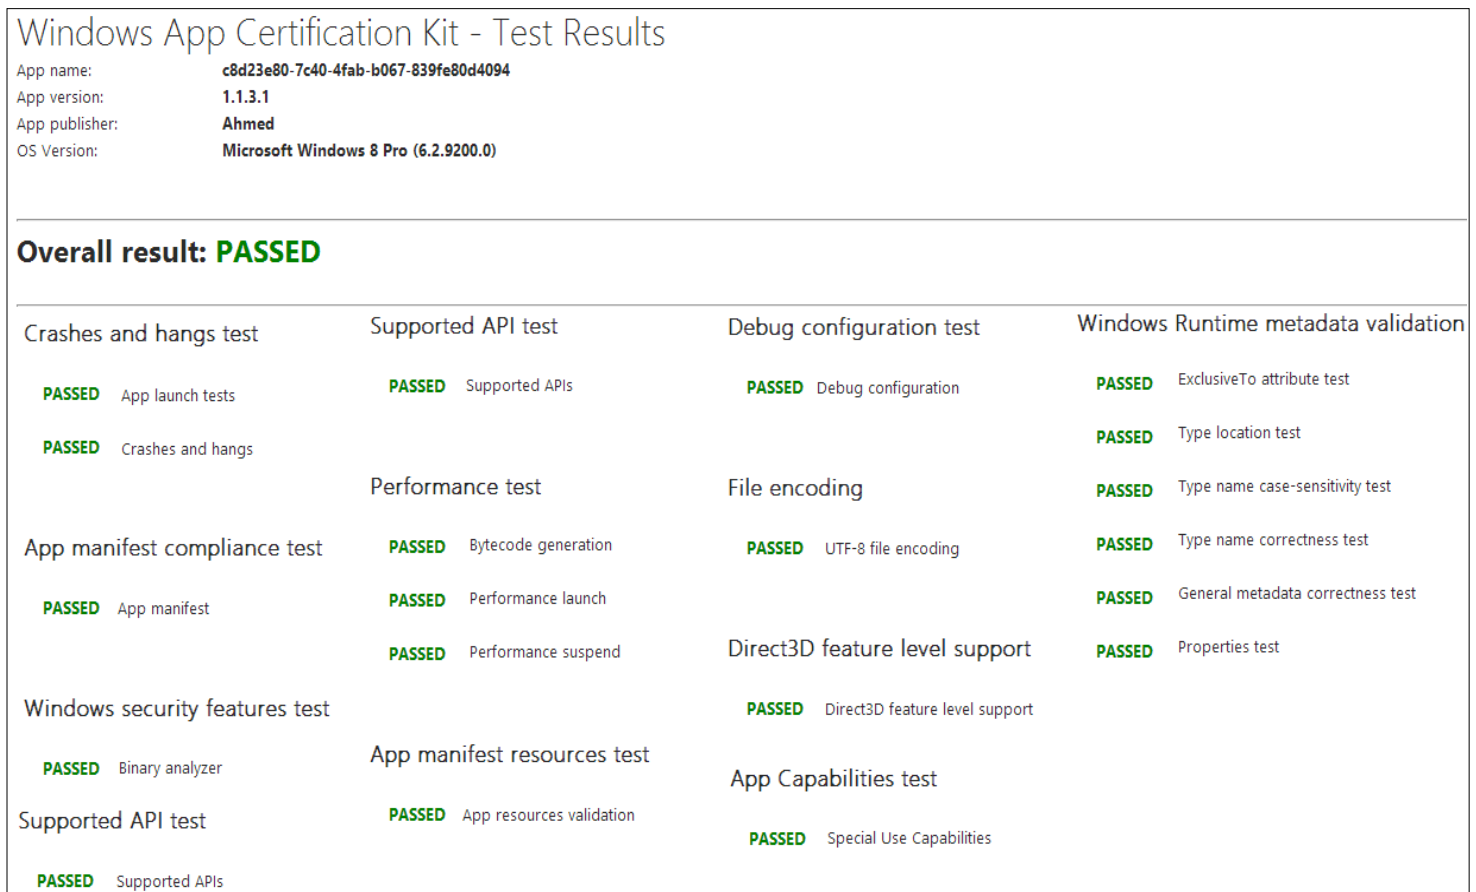 Windows App Certification Kit - Test Results
App name: c8d23e80-7c40-4fab-b067-839fe80d4094
App version: 1.1.3.1
App publisher: Ahmed
OS Version: Microsoft Windows 8 Pro (6.2.9200.0)
Overall result: PASSED
Crashes and hangs test
PASSED App launch tests
PASSED Crashes and hangs
App manifest compliance test
PASSED App manifest
Windows security features test
PASSED Binary analyzer
Supported API test
PASSED Supported APIs
Supported API test
PASSED Supported APIs
Performance test
PASSED Bytecode generation
PASSED Performance launch
PASSED Performance suspend
App manifest resources test
PASSED App resources validation
Debug configuration test
PASSED Debug configuration
File encoding
PASSED UTF-8 file encoding
Direct3D feature level support
PASSED Direct3D feature level support
App Capabilities test
PASSED Special Use Capabilities
Windows Runtime metadata validation
PASSED ExclusiveTo attribute test
PASSED Type location test
PASSED Type name case-sensitivity test
PASSED Type name correctness test
PASSED General metadata correctness test
PASSED Properties test